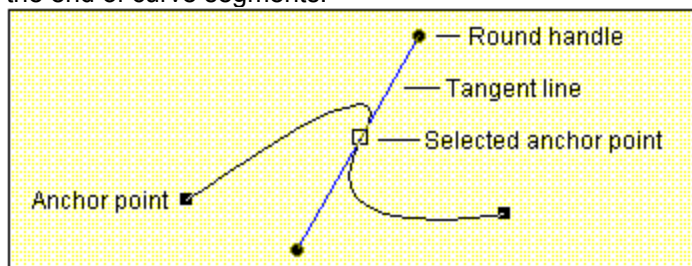 the end of curve segments.
Round handle
Tangent line
Selected anchor point
Anchor point